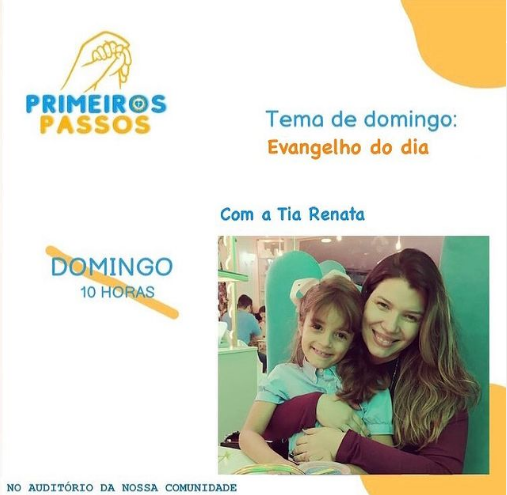 PRIMEIROS
PASSOS
Tema de domingo:
Evangelho do dia
Com a Tia Renata
DOMINGO
10 HORAS
NO AUDITÓRIO DA NOSSA COMUNIDADE